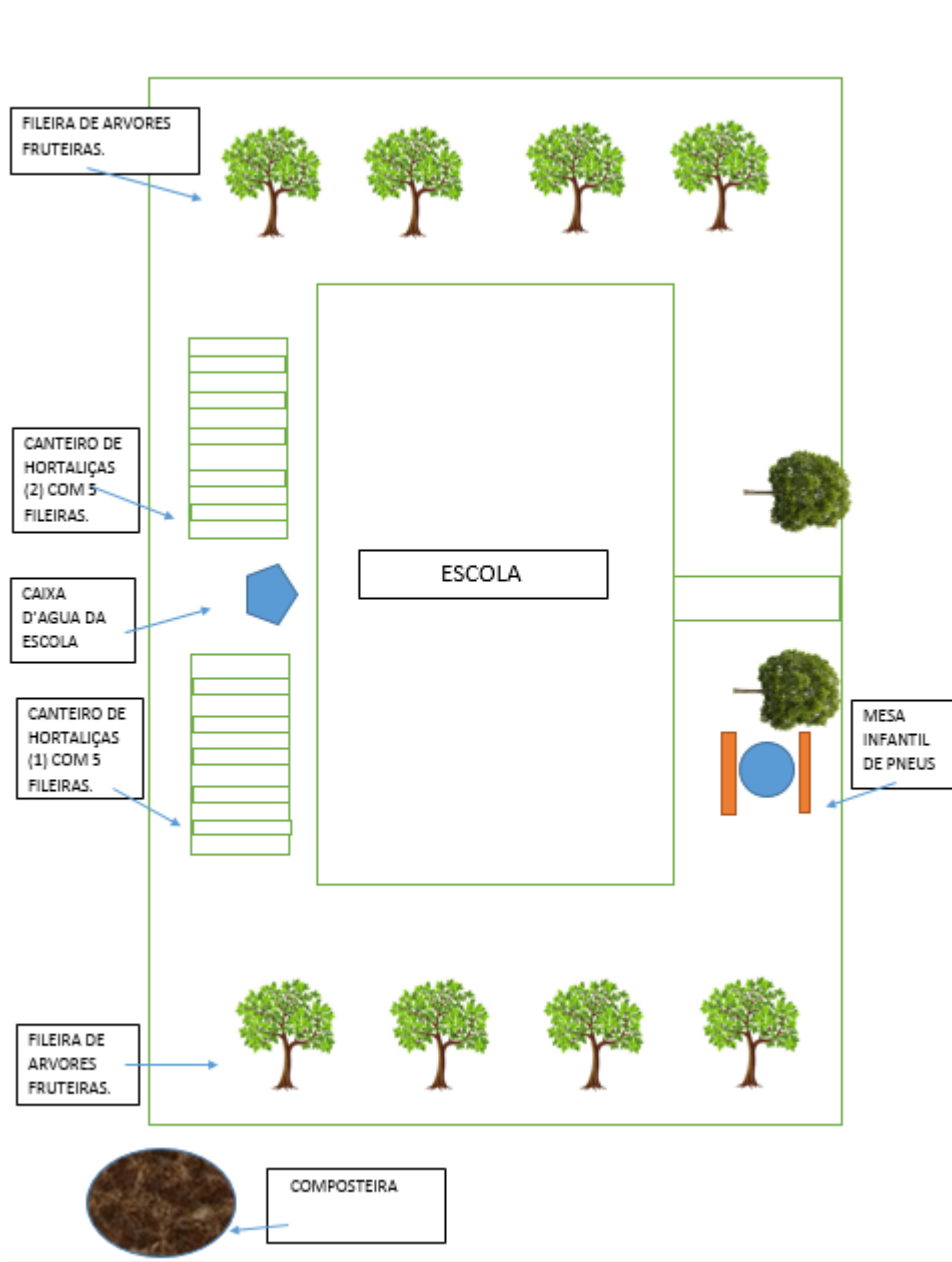 FILEIRA DE ARVORES
FRUTEIRAS.
CANTEIRO DE
HORTALIÇAS
(2) COM 5
FILEIRAS.
ESCOLA
CAIXA
D'AGUA DA
ESCOLA
CANTEIRO DE
HORTALIÇAS
(1) COM 5
FILEIRAS.
MESA
INFANTIL
DE PNEUS
FILEIRA DE
ARVORES
FRUTEIRAS.
COMPOSTEIRA